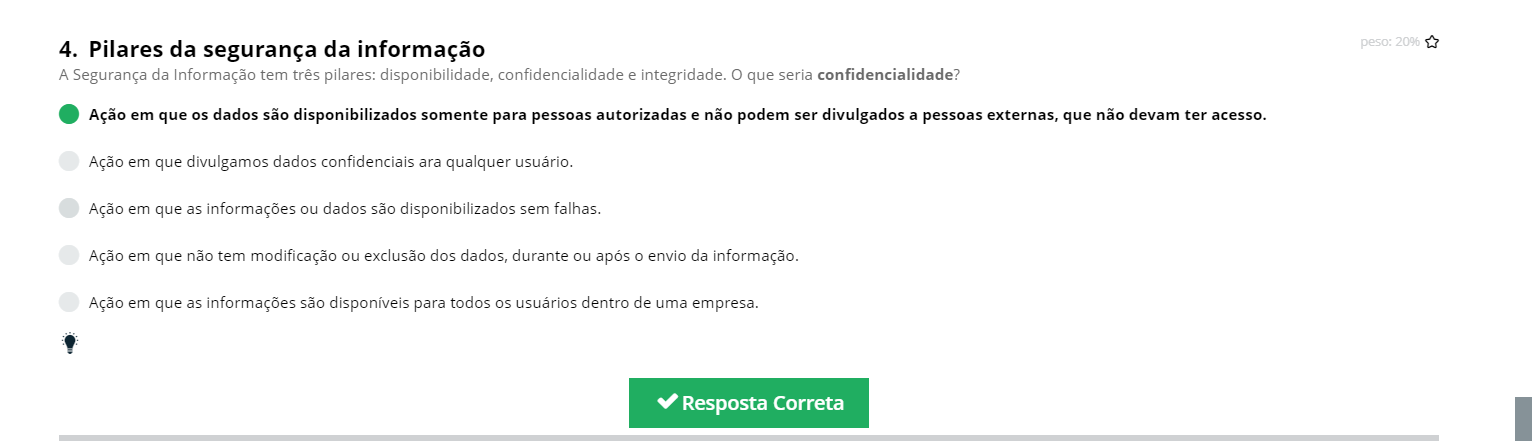 4. Pilares da segurança da informação
peso: 20%
A Segurança da Informação tem três pilares: disponibilidade, confidencialidade e integridade. O que seria confidencialidade?
Ação em que os dados são disponibilizados somente para pessoas autorizadas e não podem ser divulgados a pessoas externas, que não devam ter acesso.
Ação em que divulgamos dados confidenciais ara qualquer usuário.
Ação em que as informações ou dados são disponibilizados sem falhas.
Ação em que não tem modificação ou exclusão dos dados, durante ou após o envio da informação.
Ação em que as informações são disponíveis para todos os usuários dentro de uma empresa.
Resposta Correta